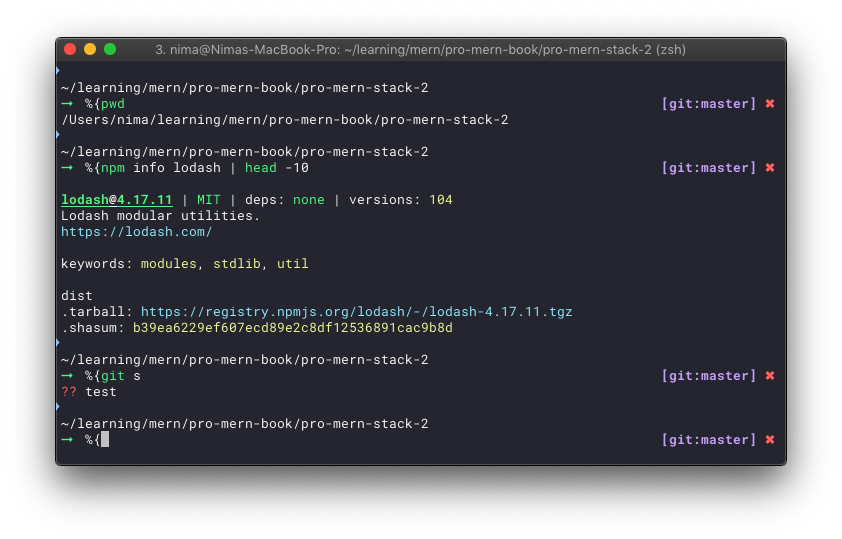 3. nima@Nimas-MacBook-Pro: ~/learning/mern/pro-mern-book/pro-mern-stack-2 (zsh)
~/learning/mern/pro-mern-book/pro-mern-stack-2
→ %{pwd [git:master] ✖
/Users/nima/learning/mern/pro-mern-book/pro-mern-stack-2
~/learning/mern/pro-mern-book/pro-mern-stack-2
→ %{npm info lodash | head -10 [git:master] ✖
lodash@4.17.11 | MIT | deps: none | versions: 104
Lodash modular utilities.
https://lodash.com/
keywords: modules, stdlib, util
dist
.tarball: https://registry.npmjs.org/lodash/-/lodash-4.17.11.tgz
.shasum: b39ea6229ef607ecd89e2c8df12536891cac9b8d
~/learning/mern/pro-mern-book/pro-mern-stack-2
→ %{git s [git:master] ✖
?? test
~/learning/mern/pro-mern-book/pro-mern-stack-2
→ %{ [git:master] ✖